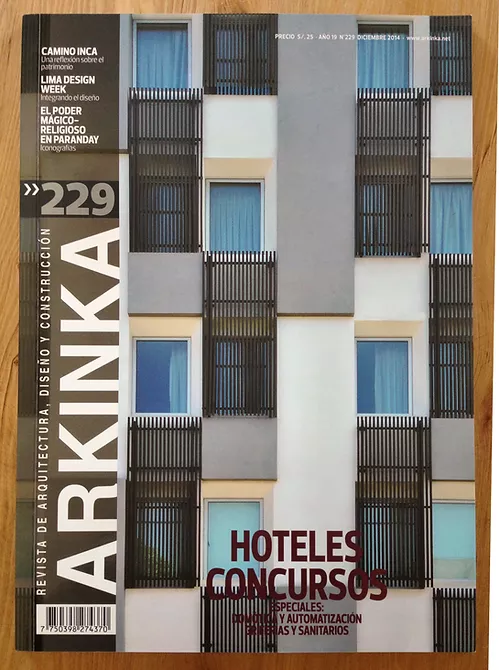 PRECIO S/. 25 · AÑO 19 N°229 DICIEMBRE 2014 · www.arkinka.net
CAMINO INCA
Una reflexión sobre el
patrimonio
LIMA DESIGN
WEEK
Integrando el diseño
EL PODER
MÁGICO-
RELIGIOSO
EN PARANDAY
Iconografías
»229
REVISTA DE ARQUITECTURA, DISEÑO Y CONSTRUCCIÓN
ARKINKA
HOTELES
CONCURSOS
ESPECIALES:
DOMÓTICA Y AUTOMATIZACIÓN
GRIFERÍAS Y SANITARIOS
7 750398 274370